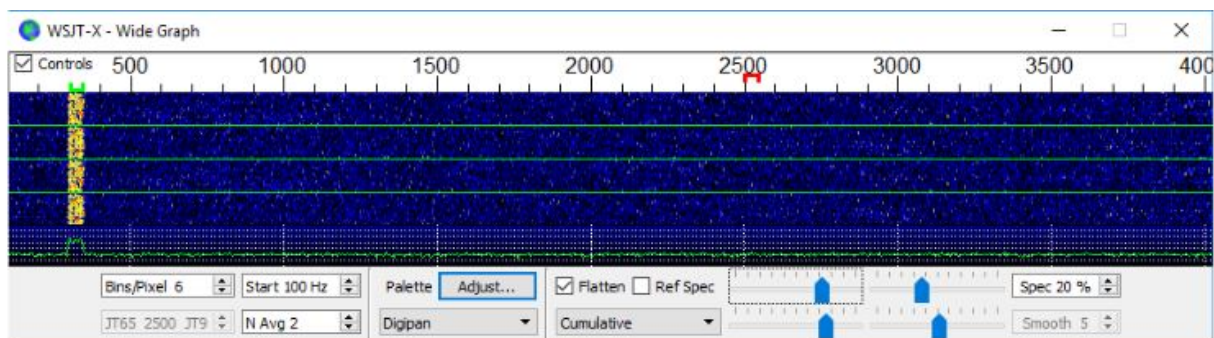 WSJT-X - Wide Graph
Controls 500 1000 1500 2000 2500 3000 3500 400
Bins/Pixel 6 Start 100 Hz Palette Adjust... Flatten Ref Spec Spec 20 %
JT65 2500 JT9 N Avg 2 Digipan Cumulative Smooth 5